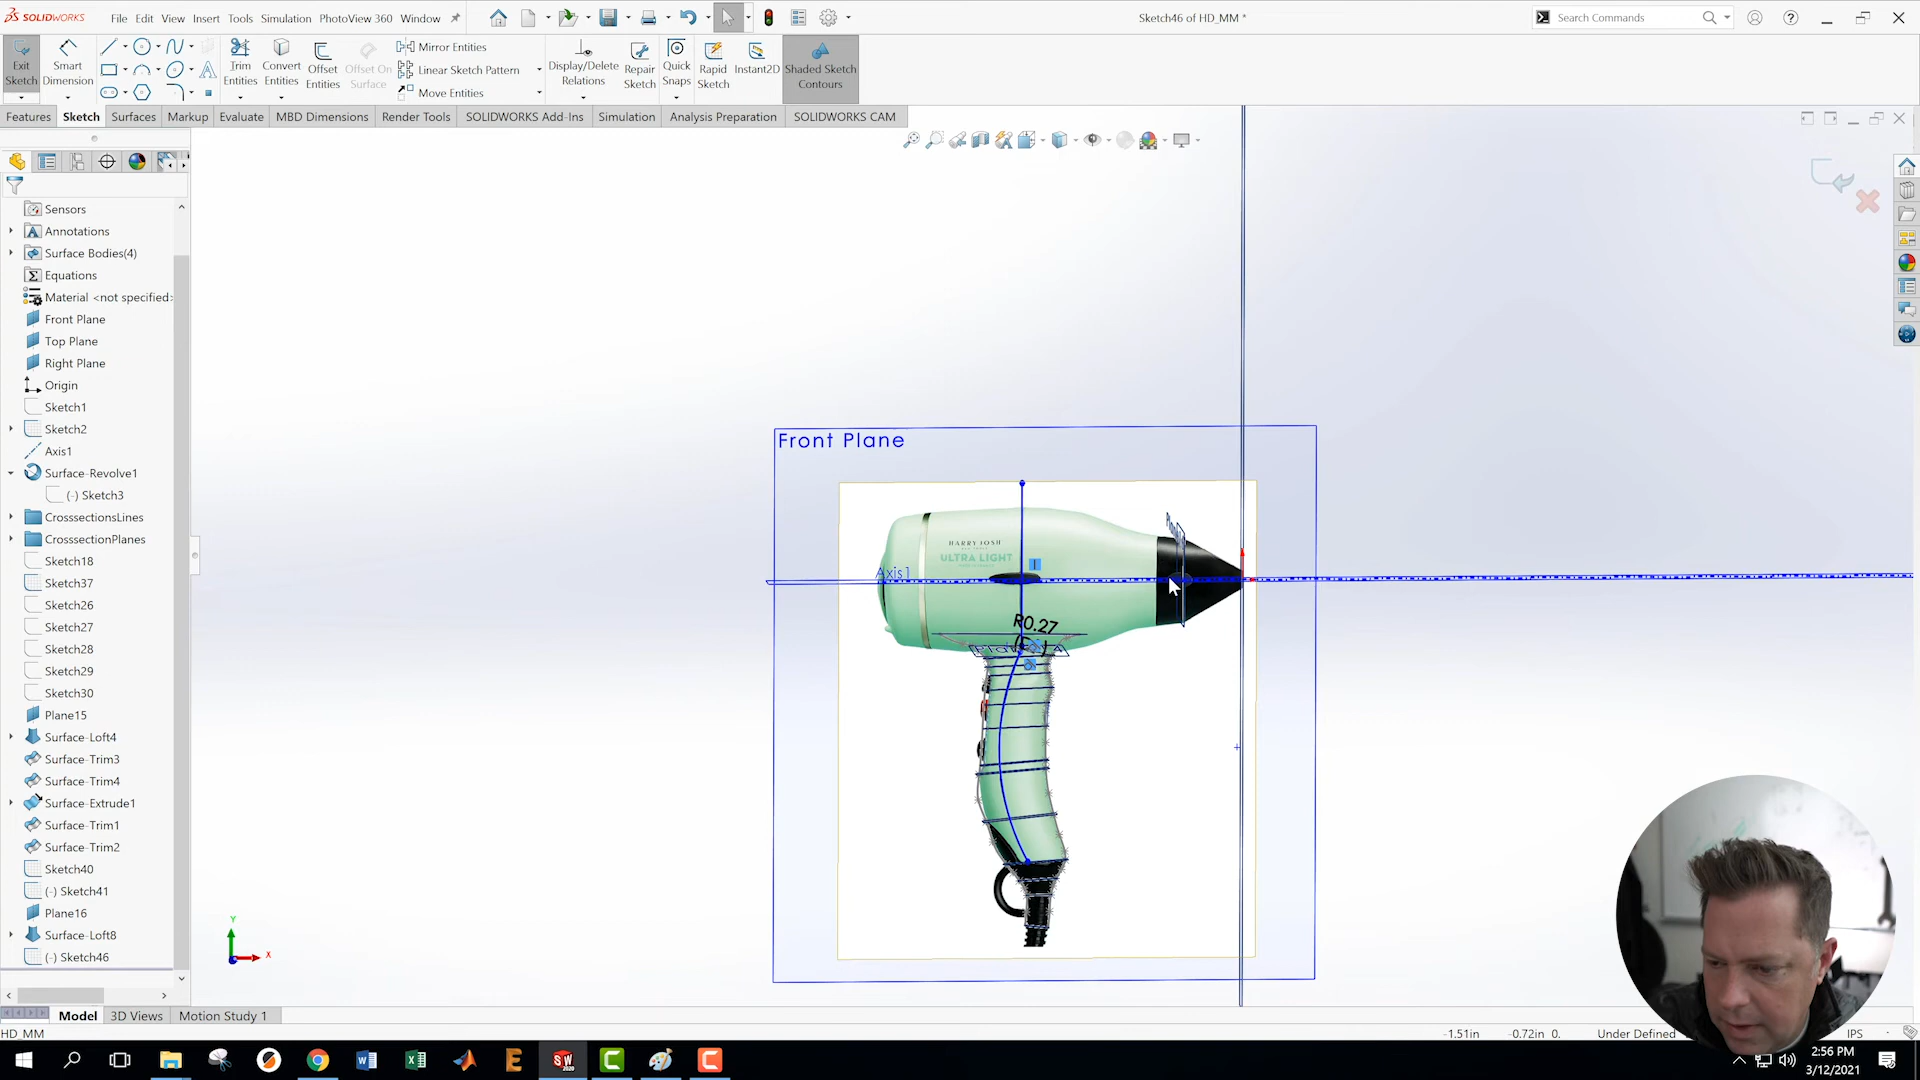 SOLIDWORKS
File Edit View Insert Tools Simulation PhotoView 360 Window
Sketch46 of HD_MM *
Search Commands
Exit Sketch
Smart Dimension
Trim Entities
Convert Entities
Offset Entities
Offset On Surface
Mirror Entities
Linear Sketch Pattern
Move Entities
Display/Delete Relations
Repair Sketch
Quick Snaps
Rapid Sketch
Instant2D
Shaded Sketch Contours
Features Sketch Surfaces Markup Evaluate MBD Dimensions Render Tools SOLIDWORKS Add-Ins Simulation Analysis Preparation SOLIDWORKS CAM
Sensors
Annotations
Surface Bodies(4)
Equations
Material <not specified>
Front Plane
Top Plane
Right Plane
Origin
Sketch1
Sketch2
Axis1
Surface-Revolve1
(-) Sketch3
CrosssectionsLines
CrosssectionPlanes
Sketch18
Sketch37
Sketch26
Sketch27
Sketch28
Sketch29
Sketch30
Plane15
Surface-Loft4
Surface-Trim3
Surface-Trim4
Surface-Extrude1
Surface-Trim1
Surface-Trim2
Sketch40
(-) Sketch41
Plane16
Surface-Loft8
(-) Sketch46
Front Plane
HARRY JOSH
ULTRA LIGHT
Axis1
R0.27
Y
X
Model 3D Views Motion Study 1
HD_MM
-1.51in -0.72in 0. Under Defined IPS
2:56 PM
3/12/2021